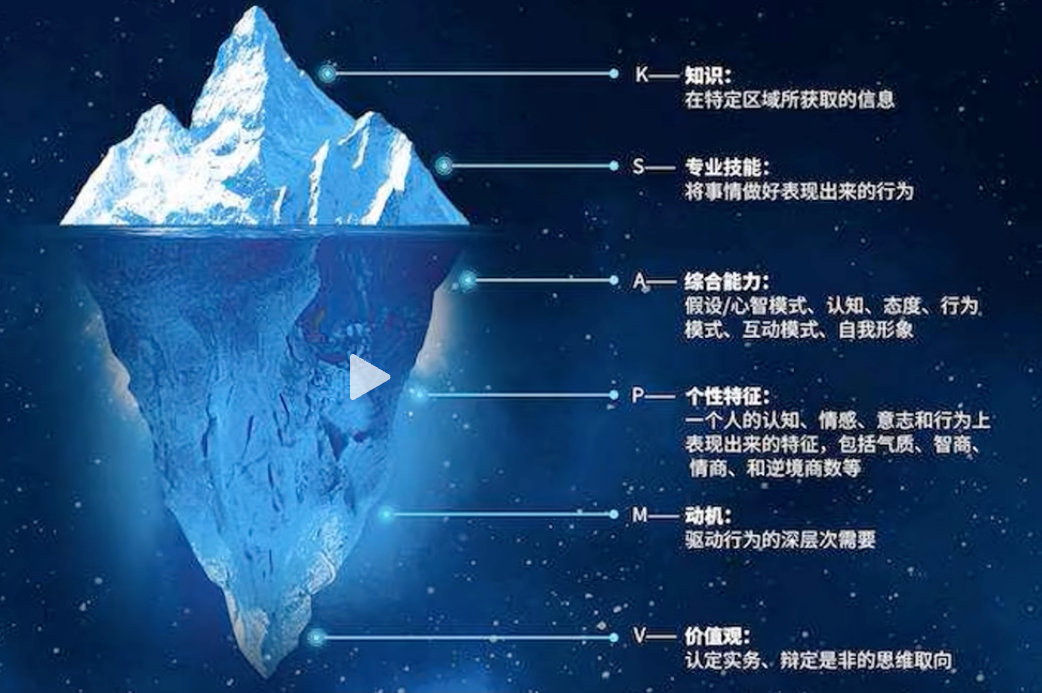 K— 知识：
在特定区域所获取的信息
S— 专业技能：
将事情做好表现出来的行为
A— 综合能力：
假设/心智模式、认知、态度、行为
模式、互动模式、自我形象
P— 个性特征：
一个人的认知、情感、意志和行为上
表现出来的特征，包括气质、智商、
情商、和逆境商数等
M— 动机：
驱动行为的深层次需要
V— 价值观：
认定实务、辩定是非的思维取向